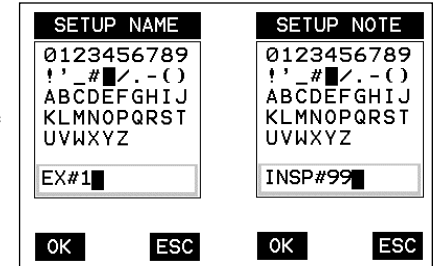 SETUP NAME
0123456789
!'_#█/.-()
ABCDEFGHIJ
KLMNOPQRST
UVWXYZ
EX#1
OK ESC
SETUP NOTE
0123456789
!'_#█/.-()
ABCDEFGHIJ
KLMNOPQRST
UVWXYZ
INSP#99
OK ESC